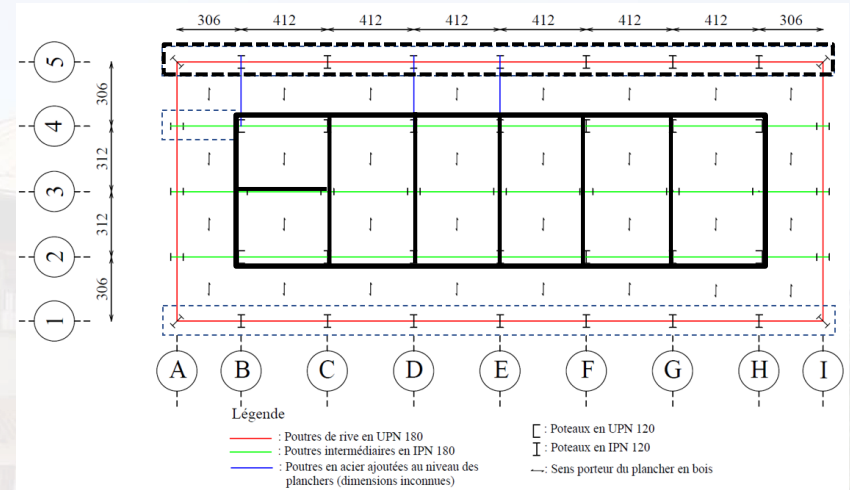 306 412 412 412 412 412 412 306
5
306
4
312
3
312
2
306
1
A B C D E F G H I
Légende
: Poutres de rive en UPN 180
: Poutres intermédiaires en IPN 180
: Poutres en acier ajoutées au niveau des
planchers (dimensions inconnues)
: Poteaux en UPN 120
: Poteaux en IPN 120
: Sens porteur du plancher en bois